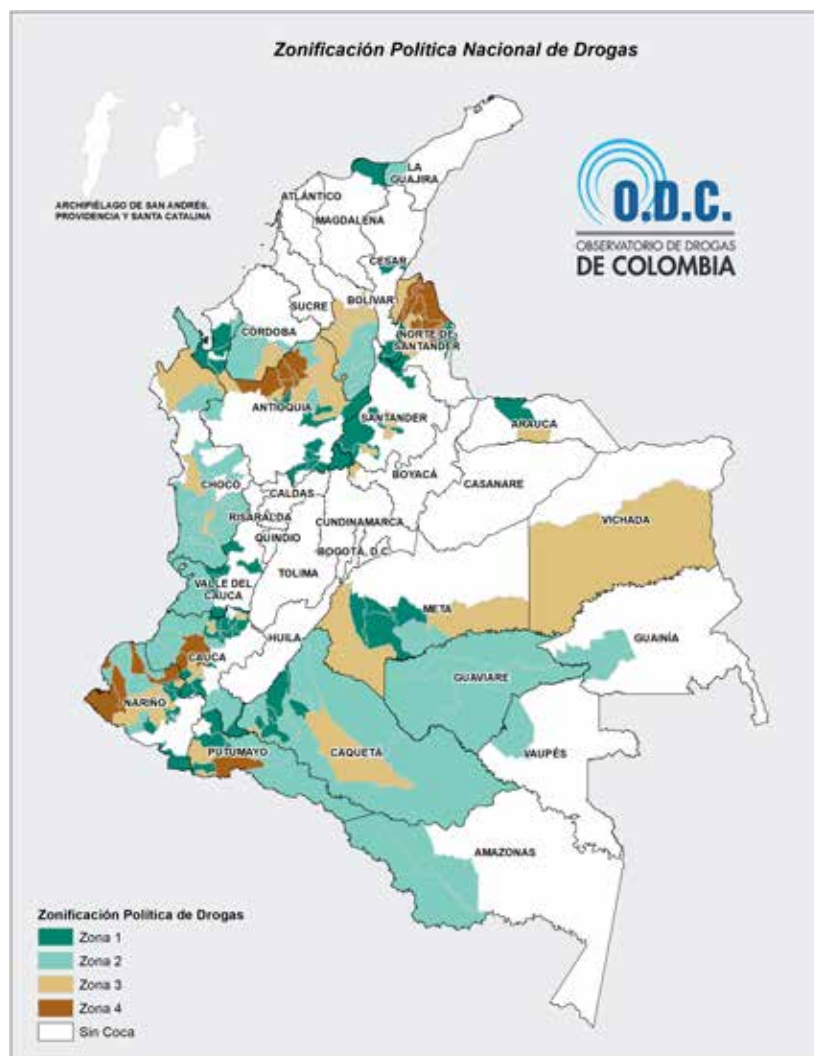 Zonificación Política Nacional de Drogas
ARCHIPIÉLAGO DE SAN ANDRÉS,
PROVIDENCIA Y SANTA CATALINA
O.D.C.
OBSERVATORIO DE DROGAS
DE COLOMBIA
LA
GUAJIRA
ATLÁNTICO
MAGDALENA
CESAR
BOLÍVAR
SUCRE
CÓRDOBA
NORTE DE
SANTANDER
ANTIOQUIA
SANTANDER
ARAUCA
BOYACÁ
CASANARE
CHOCÓ
CALDAS
RISARALDA
CUNDINAMARCA
VICHADA
QUINDIO
BOGOTÁ, D.C.
TOLIMA
VALLE DEL
CAUCA
META
GUAINÍA
HUILA
CAUCA
GUAVIARE
NARIÑO
VAUPÉS
PUTUMAYO
CAQUETA
AMAZONAS
Zonificación Política de Drogas
Zona 1
Zona 2
Zona 3
Zona 4
Sin Coca